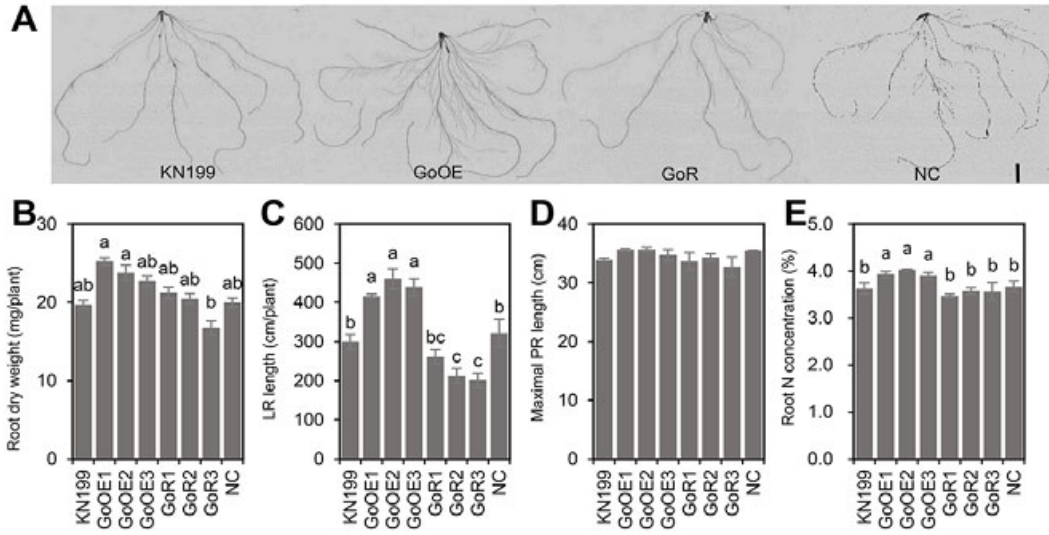 A
KN199
GoOE
GoR
NC
B
Root dry weight (mg/plant)
30
20
10
0
ab
a
a
ab
ab
ab
b
ab
KN199
GoOE1
GoOE2
GoOE3
GoR1
GoR2
GoR3
NC
C
LR length (cm/plant)
600
500
400
300
200
100
0
b
a
a
a
bc
c
c
b
KN199
GoOE1
GoOE2
GoOE3
GoR1
GoR2
GoR3
NC
D
Maximal PR length (cm)
40
30
20
10
0
KN199
GoOE1
GoOE2
GoOE3
GoR1
GoR2
GoR3
NC
E
Root N concentration (%)
5.0
4.0
3.0
2.0
1.0
0.0
b
a
a
a
b
b
b
b
KN199
GoOE1
GoOE2
GoOE3
GoR1
GoR2
GoR3
NC